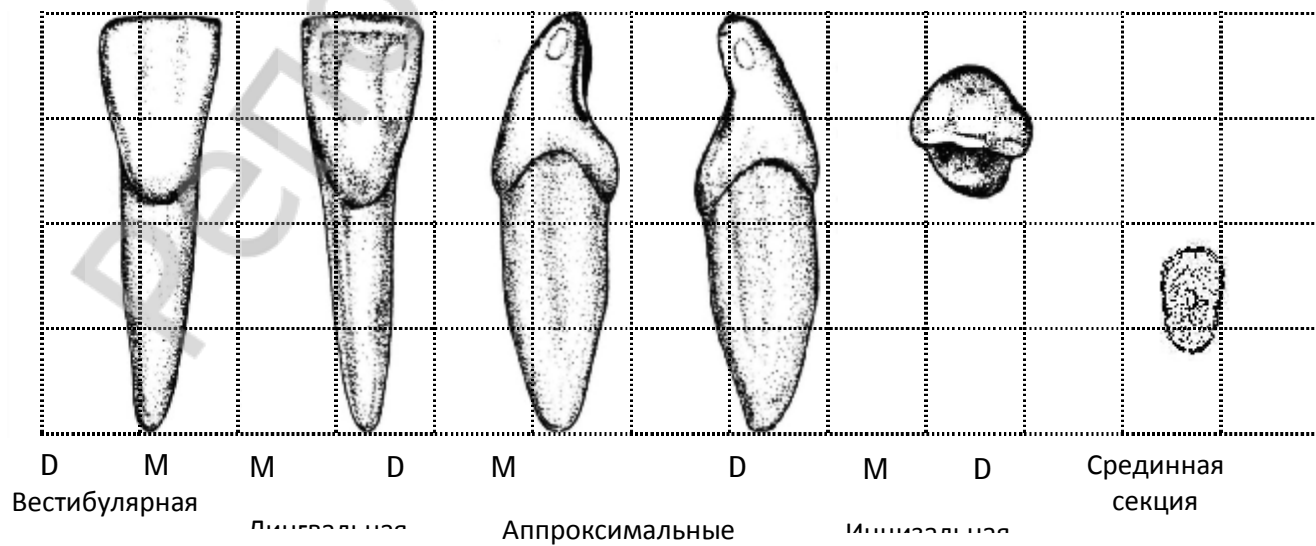 D M M D M D M D Срединная
Вестибулярная секция
Аппроксимальные